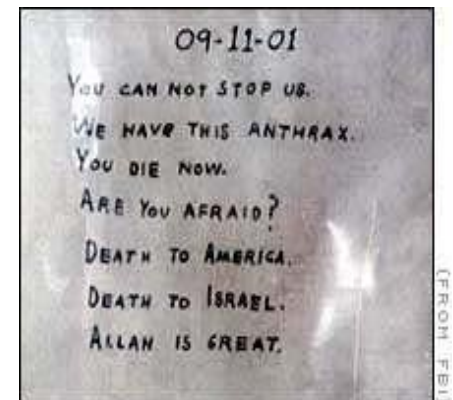 09-11-01
YOU CAN NOT STOP US.
WE HAVE THIS ANTHRAX.
YOU DIE NOW.
ARE YOU AFRAID?
DEATH TO AMERICA.
DEATH TO ISRAEL.
ALLAH IS GREAT.
(FROM FBI)